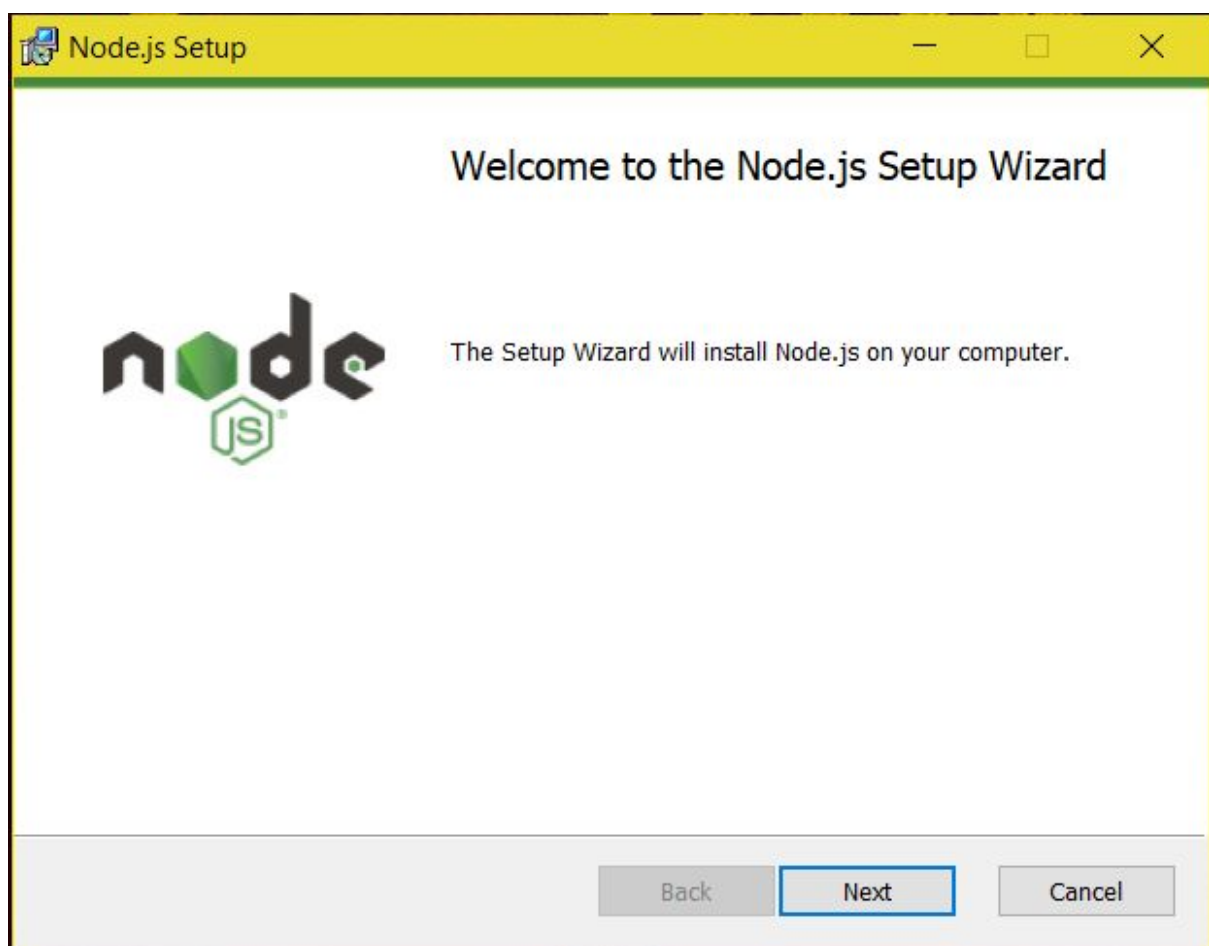 Node.js Setup
Welcome to the Node.js Setup Wizard
The Setup Wizard will install Node.js on your computer.
node
JS®
Back
Next
Cancel